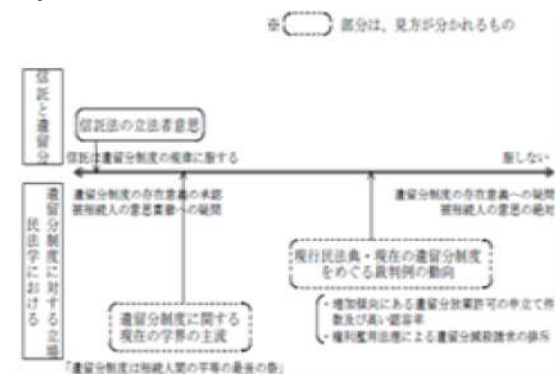 ※ 部分は、見方が分かれるもの
信託と遺留分
信託法の立法者意思
信託は遺留分制度の規律に服する
服しない
民法学における
遺留分制度に対する立場
遺留分制度の存在意義の承認
被相続人の意思尊重への疑問
遺留分制度の存在意義への疑問
被相続人の意思の絶対
現行民法典・現在の遺留分制度
をめぐる裁判例の動向
・増加傾向にある遺留分放棄許可の申立て件
数及び高い認容率
・権利濫用法理による遺留分減殺請求の排斥
遺留分制度に関する
現在の学界の主流
「遺留分制度は相続人間の平等の最後の砦」